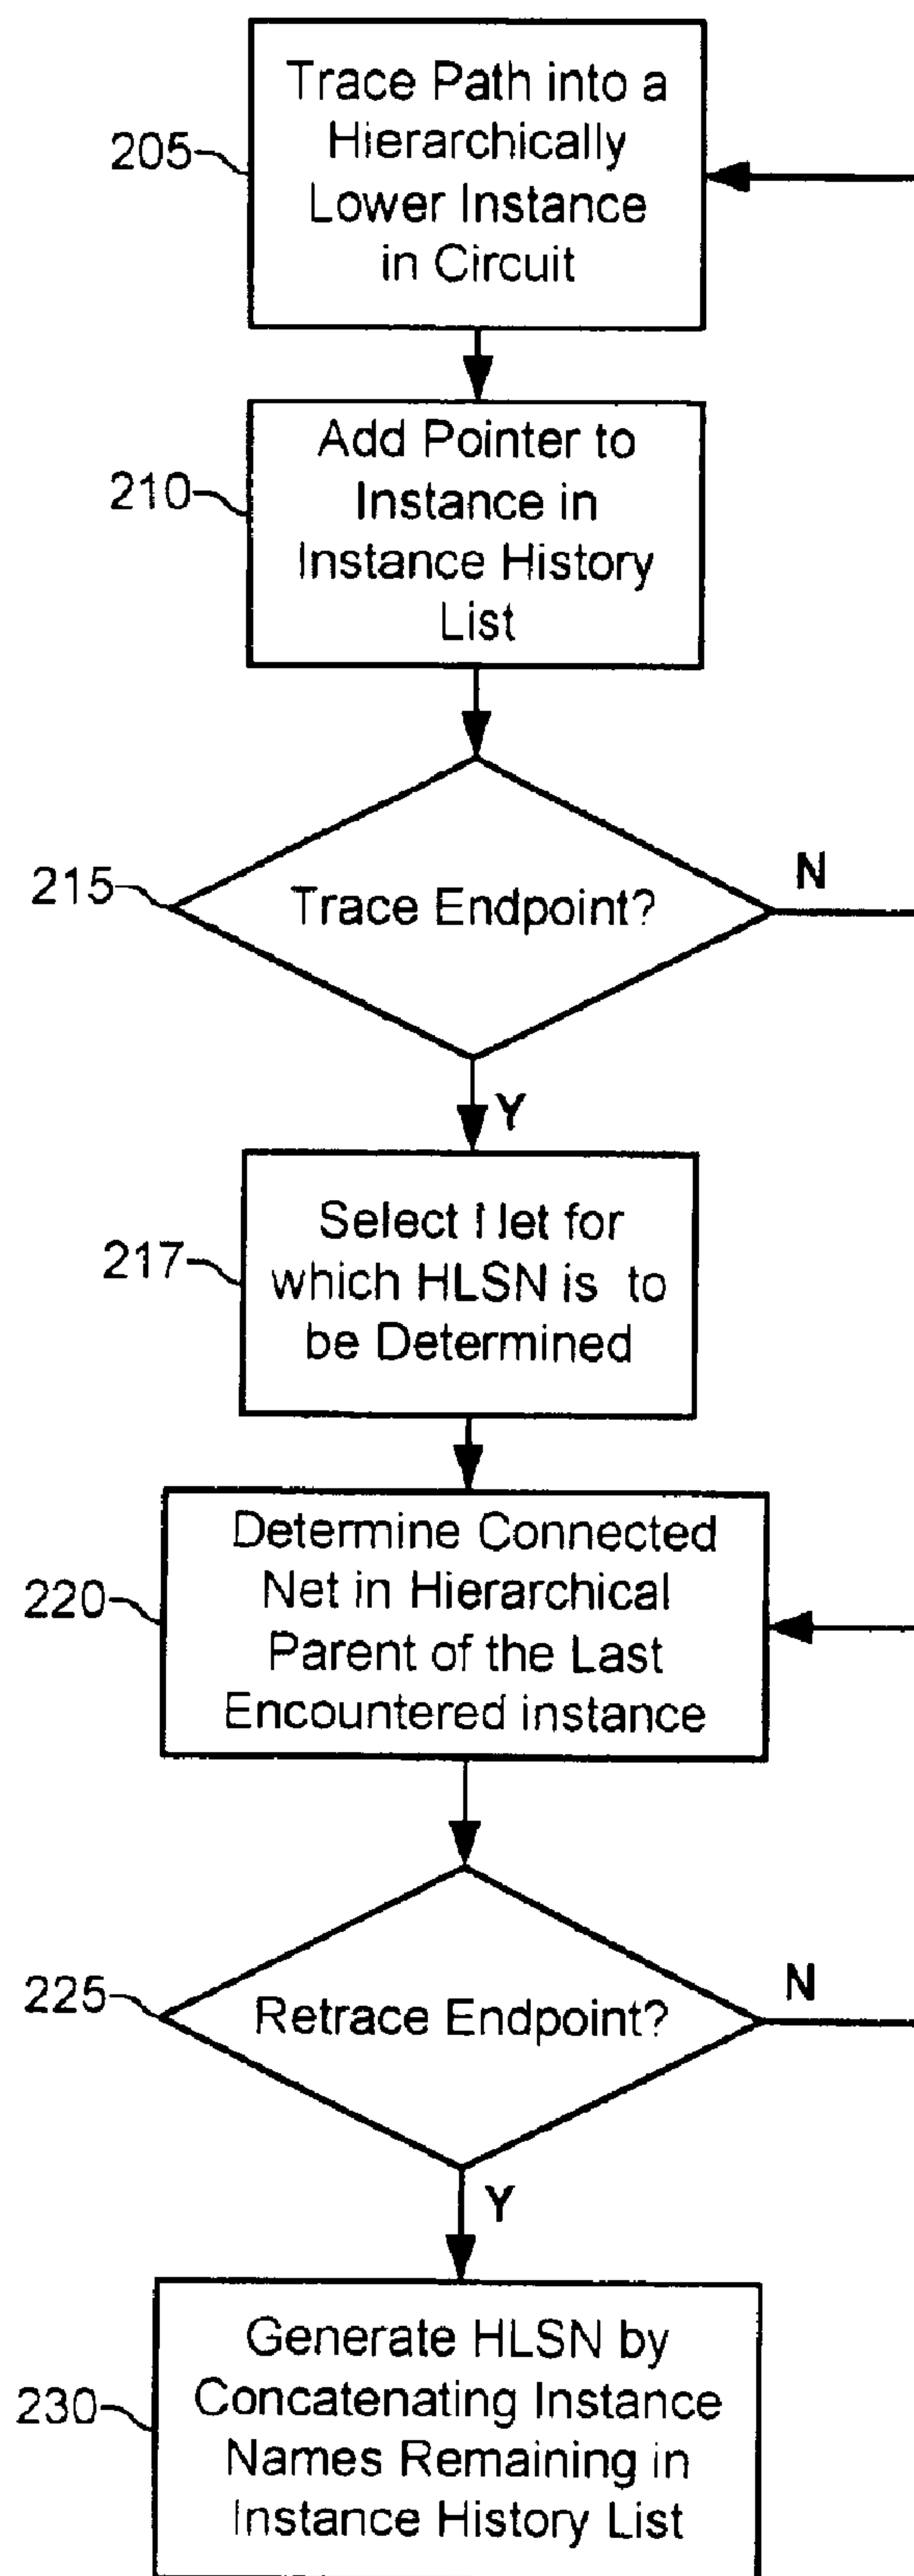 205
Trace Path into a
Hierarchically
Lower Instance
in Circuit
210
Add Pointer to
Instance in
Instance History
List
215
Trace Endpoint?
N
Y
217
Select Net for
which HLSN is to
be Determined
220
Determine Connected
Net in Hierarchical
Parent of the Last
Encountered instance
225
Retrace Endpoint?
N
Y
230
Generate HLSN by
Concatenating Instance
Names Remaining in
Instance History List